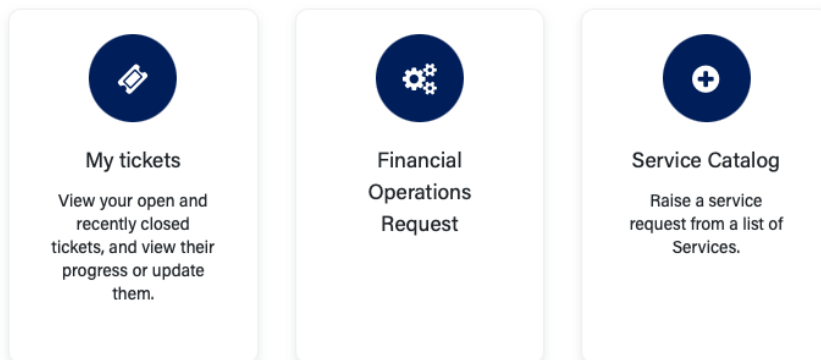 My tickets
View your open and
recently closed
tickets, and view their
progress or update
them.
Financial
Operations
Request
Service Catalog
Raise a service
request from a list of
Services.